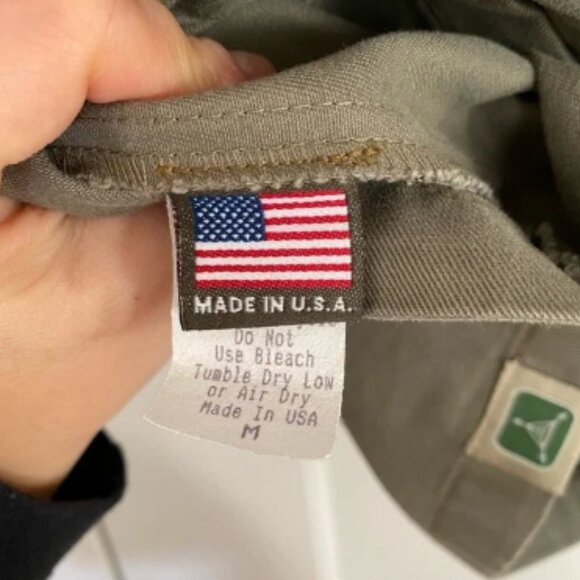 MADE IN U.S.A.
Do Not
Use Bleach
Tumble Dry Low
or Air Dry
Made In USA
M